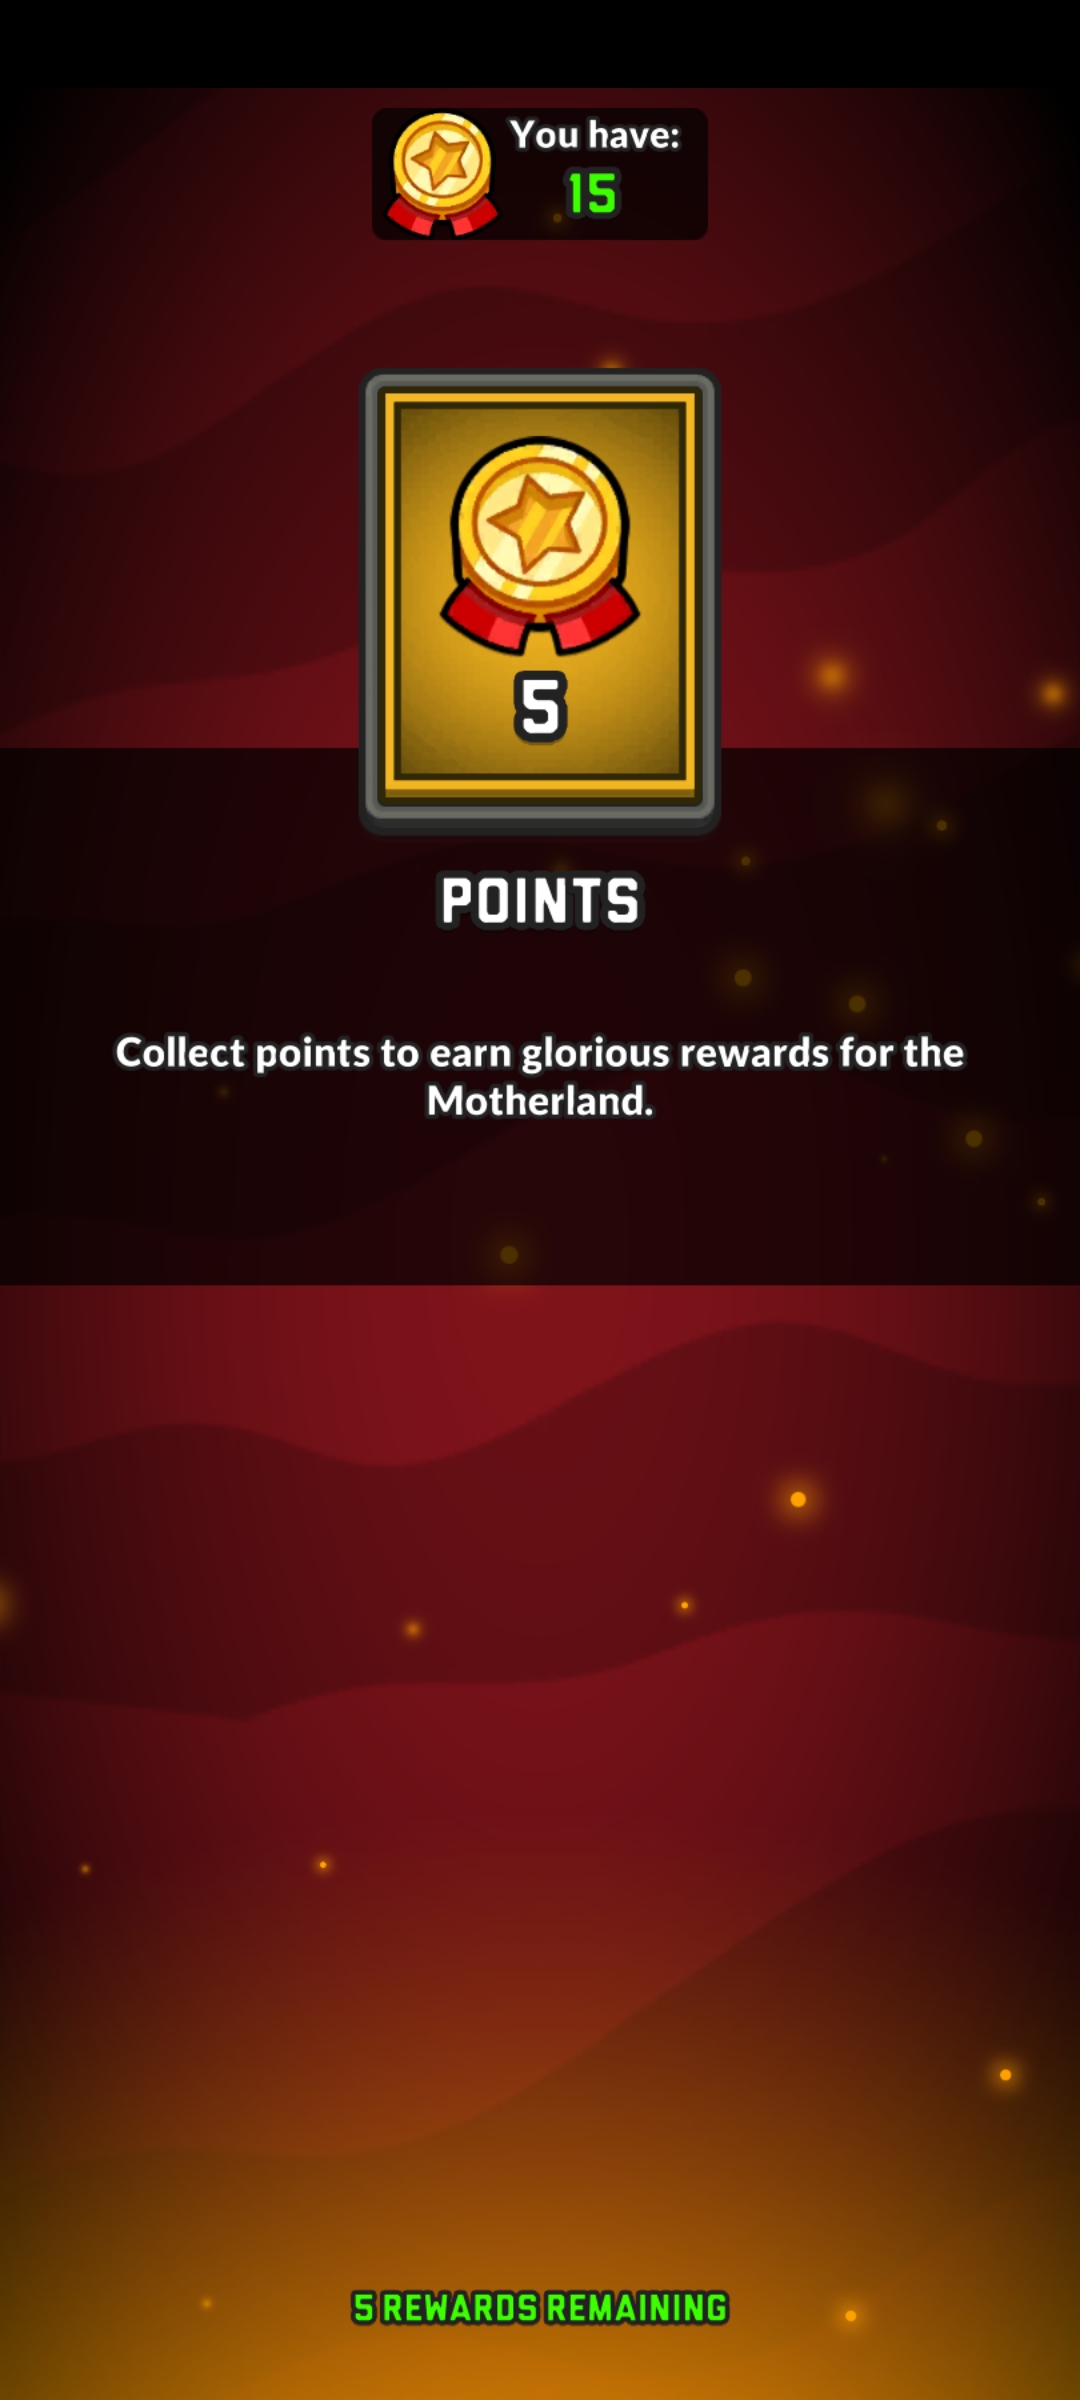 You have:
15
5
POINTS
Collect points to earn glorious rewards for the
Motherland.
5 REWARDS REMAINING